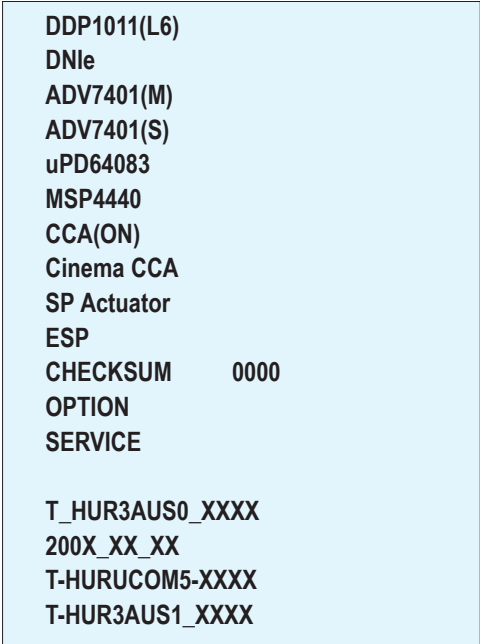 DDP1011(L6)
DNIe
ADV7401(M)
ADV7401(S)
uPD64083
MSP4440
CCA(ON)
Cinema CCA
SP Actuator
ESP
CHECKSUM 0000
OPTION
SERVICE
T_HUR3AUS0_XXXX
200X_XX_XX
T-HURUCOM5-XXXX
T-HUR3AUS1_XXXX